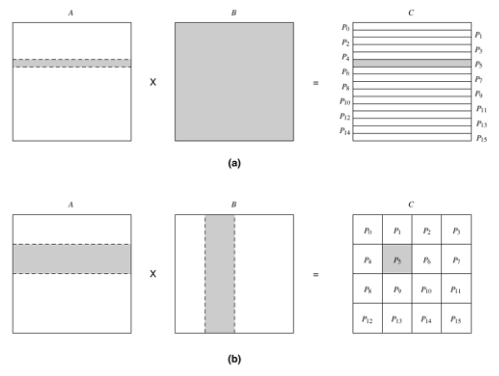 A B C
P0
P1
P2
P3
P4
P5
X =
P6
P7
P8
P9
P10
P11
P12
P13
P14
P15
(a)
A B C
P0 P1 P2 P3
X P4 P5 P6 P7
=
P8 P9 P10 P11
P12 P13 P14 P15
(b)